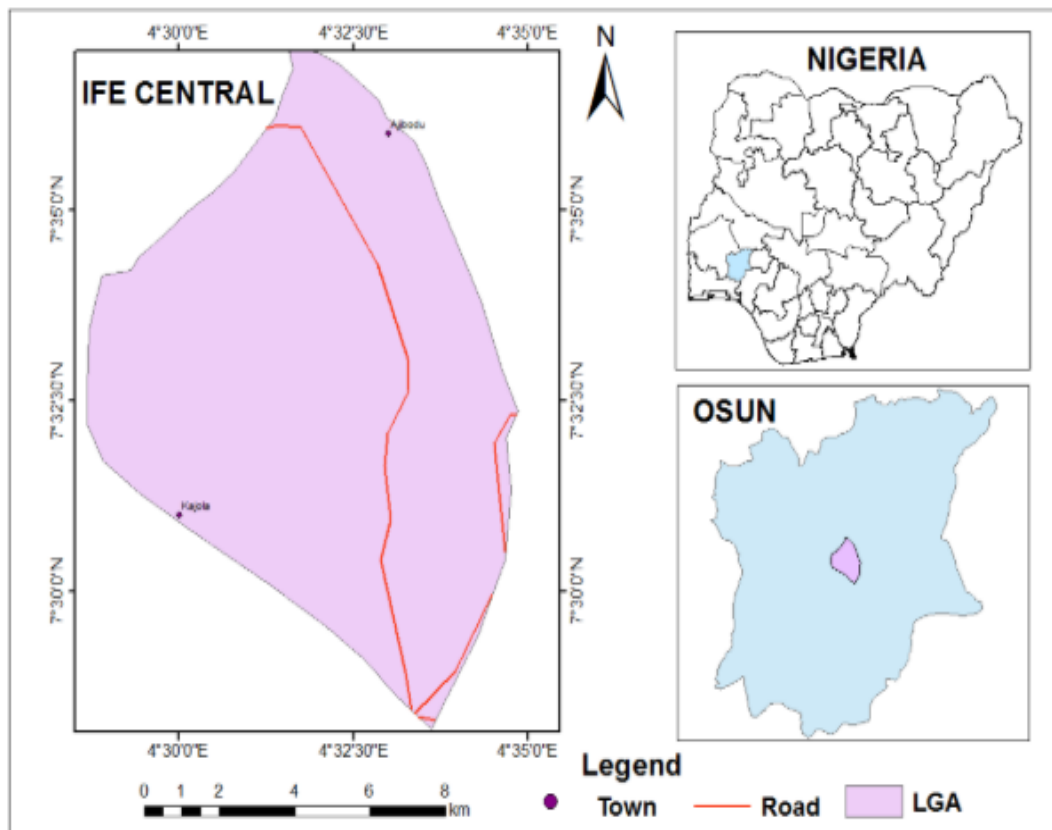 4°30'0"E 4°32'30"E 4°35'0"E
IFE CENTRAL
Ajibodu
7°35'0"N 7°35'0"N
7°32'30"N 7°32'30"N
Kajola
7°30'0"N 7°30'0"N
4°30'0"E 4°32'30"E 4°35'0"E
0 1 2 4 6 8
km
N
NIGERIA
OSUN
Legend
Town Road LGA